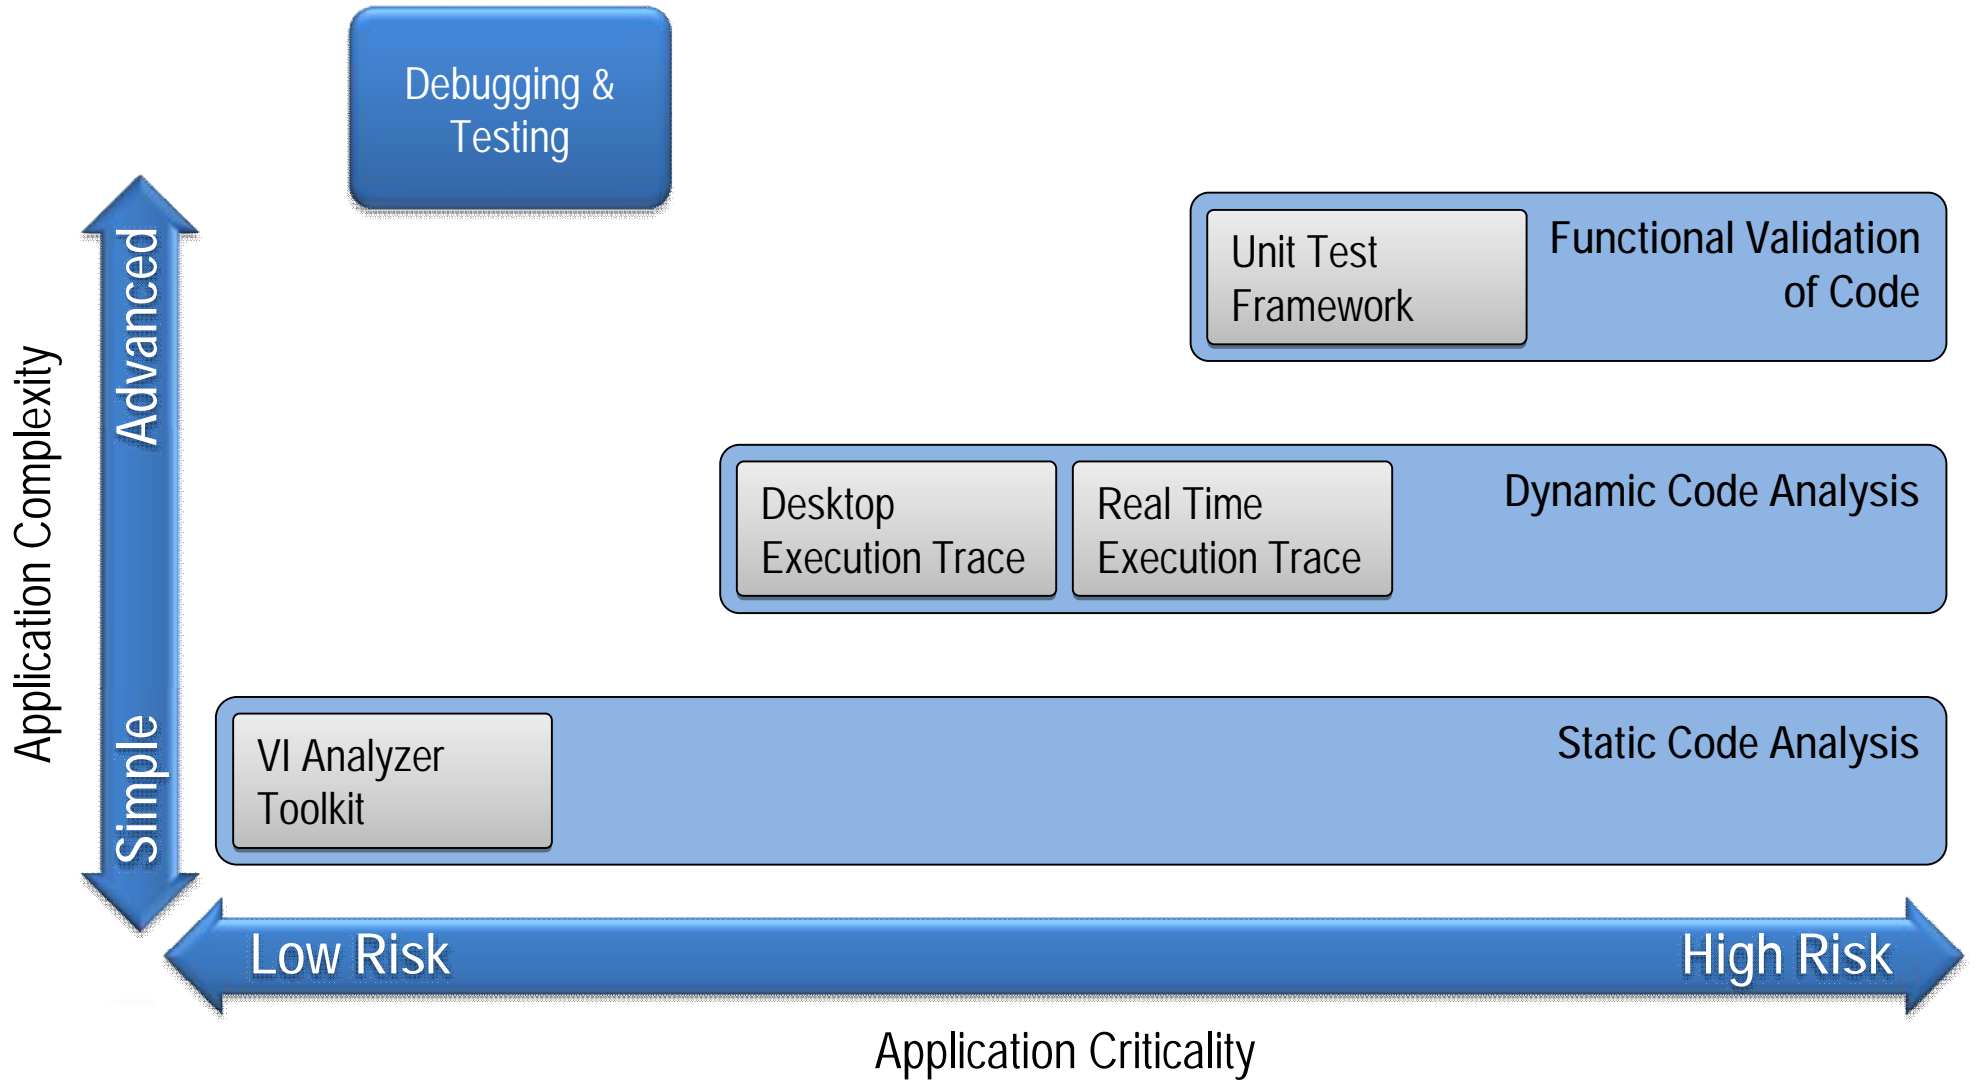 Debugging &
Testing
Unit Test
Framework
Functional Validation
of Code
Desktop
Execution Trace
Real Time
Execution Trace
Dynamic Code Analysis
VI Analyzer
Toolkit
Static Code Analysis
Application Complexity
Advanced
Simple
Low Risk
High Risk
Application Criticality